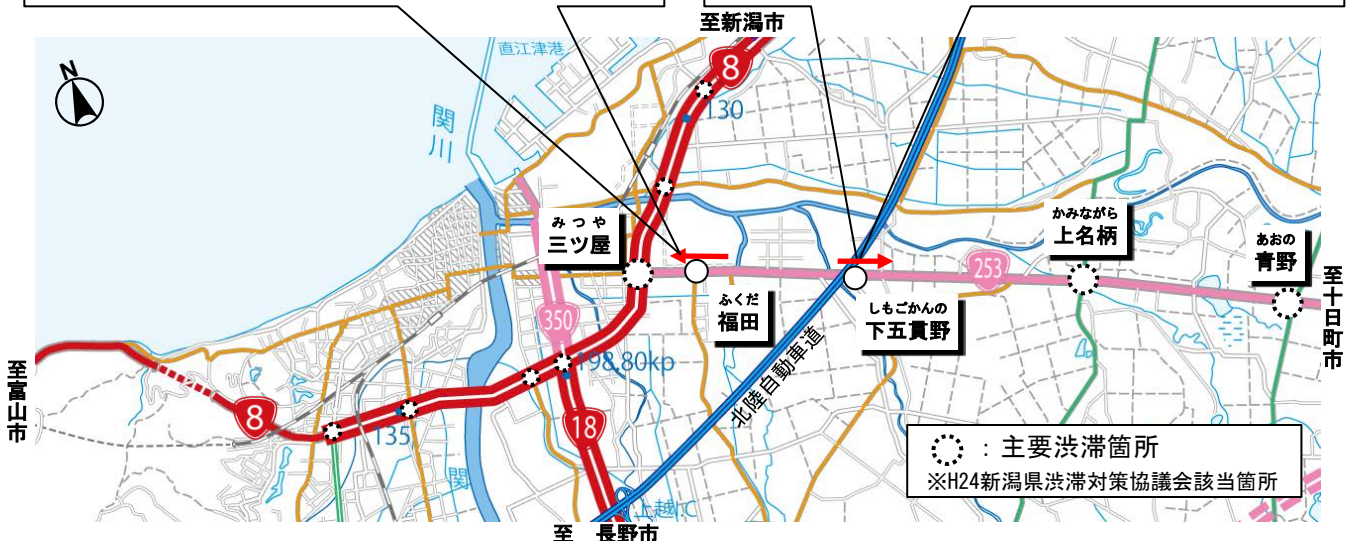 至新潟市
直江津港
N
8
130
関川
みつや
三ツ屋
かみながら
上名柄
あおの
青野
253
至十日町市
ふくだ
福田
しもごかんの
下五貫野
350
198,80kp
北陸自動車道
至富山市
8
135
18
関
上越IC
：主要渋滞箇所
※H24新潟県渋滞対策協議会該当箇所
至 長野市